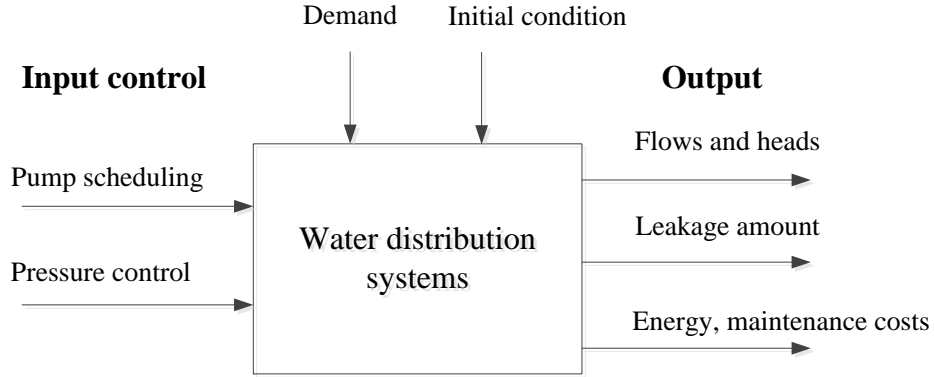 Demand
Initial condition
Input control
Output
Flows and heads
Pump scheduling
Leakage amount
Water distribution
systems
Pressure control
Energy, maintenance costs